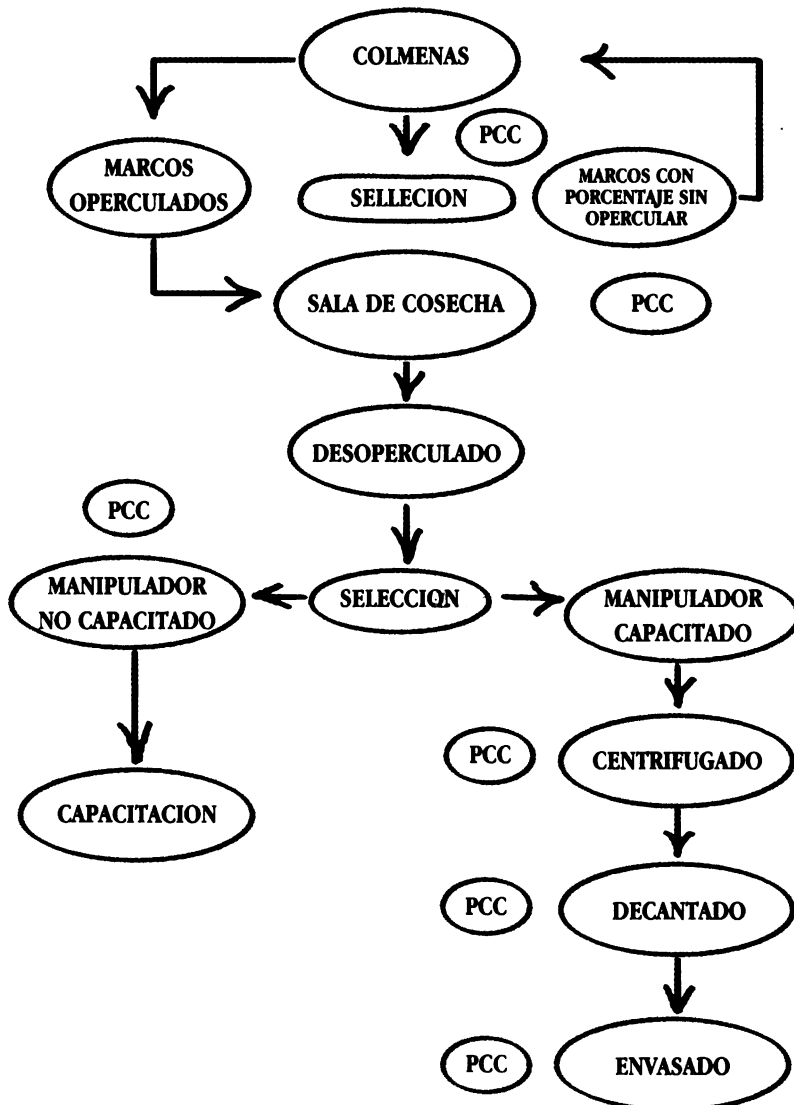 COLMENAS
PCC
MARCOS
OPERCULADOS
SELLECION
MARCOS CON
PORCENTAJE SIN
OPERCULAR
SALA DE COSECHA
PCC
DESOPERCULADO
PCC
MANIPULADOR
NO CAPACITADO
SELECCION
MANIPULADOR
CAPACITADO
PCC
CENTRIFUGADO
CAPACITACION
PCC
DECANTADO
PCC
ENVASADO